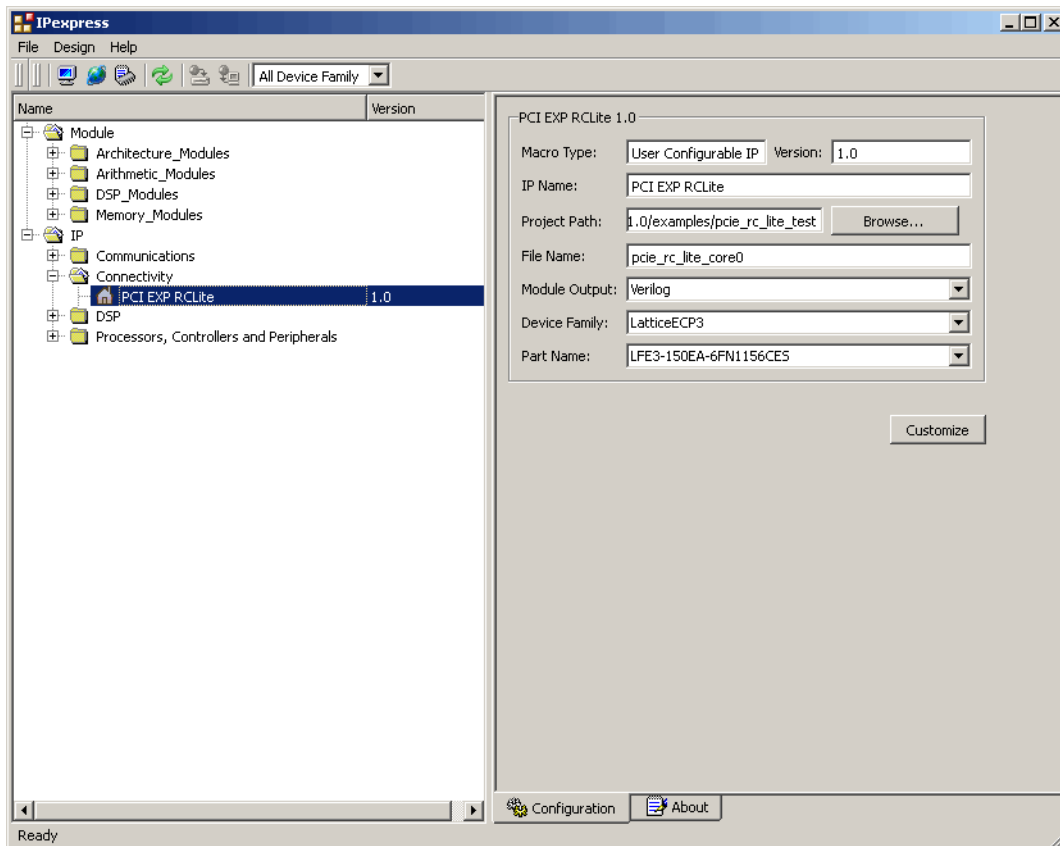 IPexpress
File Design Help
All Device Family
Name Version
Module
Architecture_Modules
Arithmetic_Modules
DSP_Modules
Memory_Modules
IP
Communications
Connectivity
PCI EXP RCLite 1.0
DSP
Processors, Controllers and Peripherals
PCI EXP RCLite 1.0
Macro Type: User Configurable IP Version: 1.0
IP Name: PCI EXP RCLite
Project Path: 1.0/examples/pcie_rc_lite_test Browse...
File Name: pcie_rc_lite_core0
Module Output: Verilog
Device Family: LatticeECP3
Part Name: LFE3-150EA-6FN1156CES
Customize
Configuration About
Ready